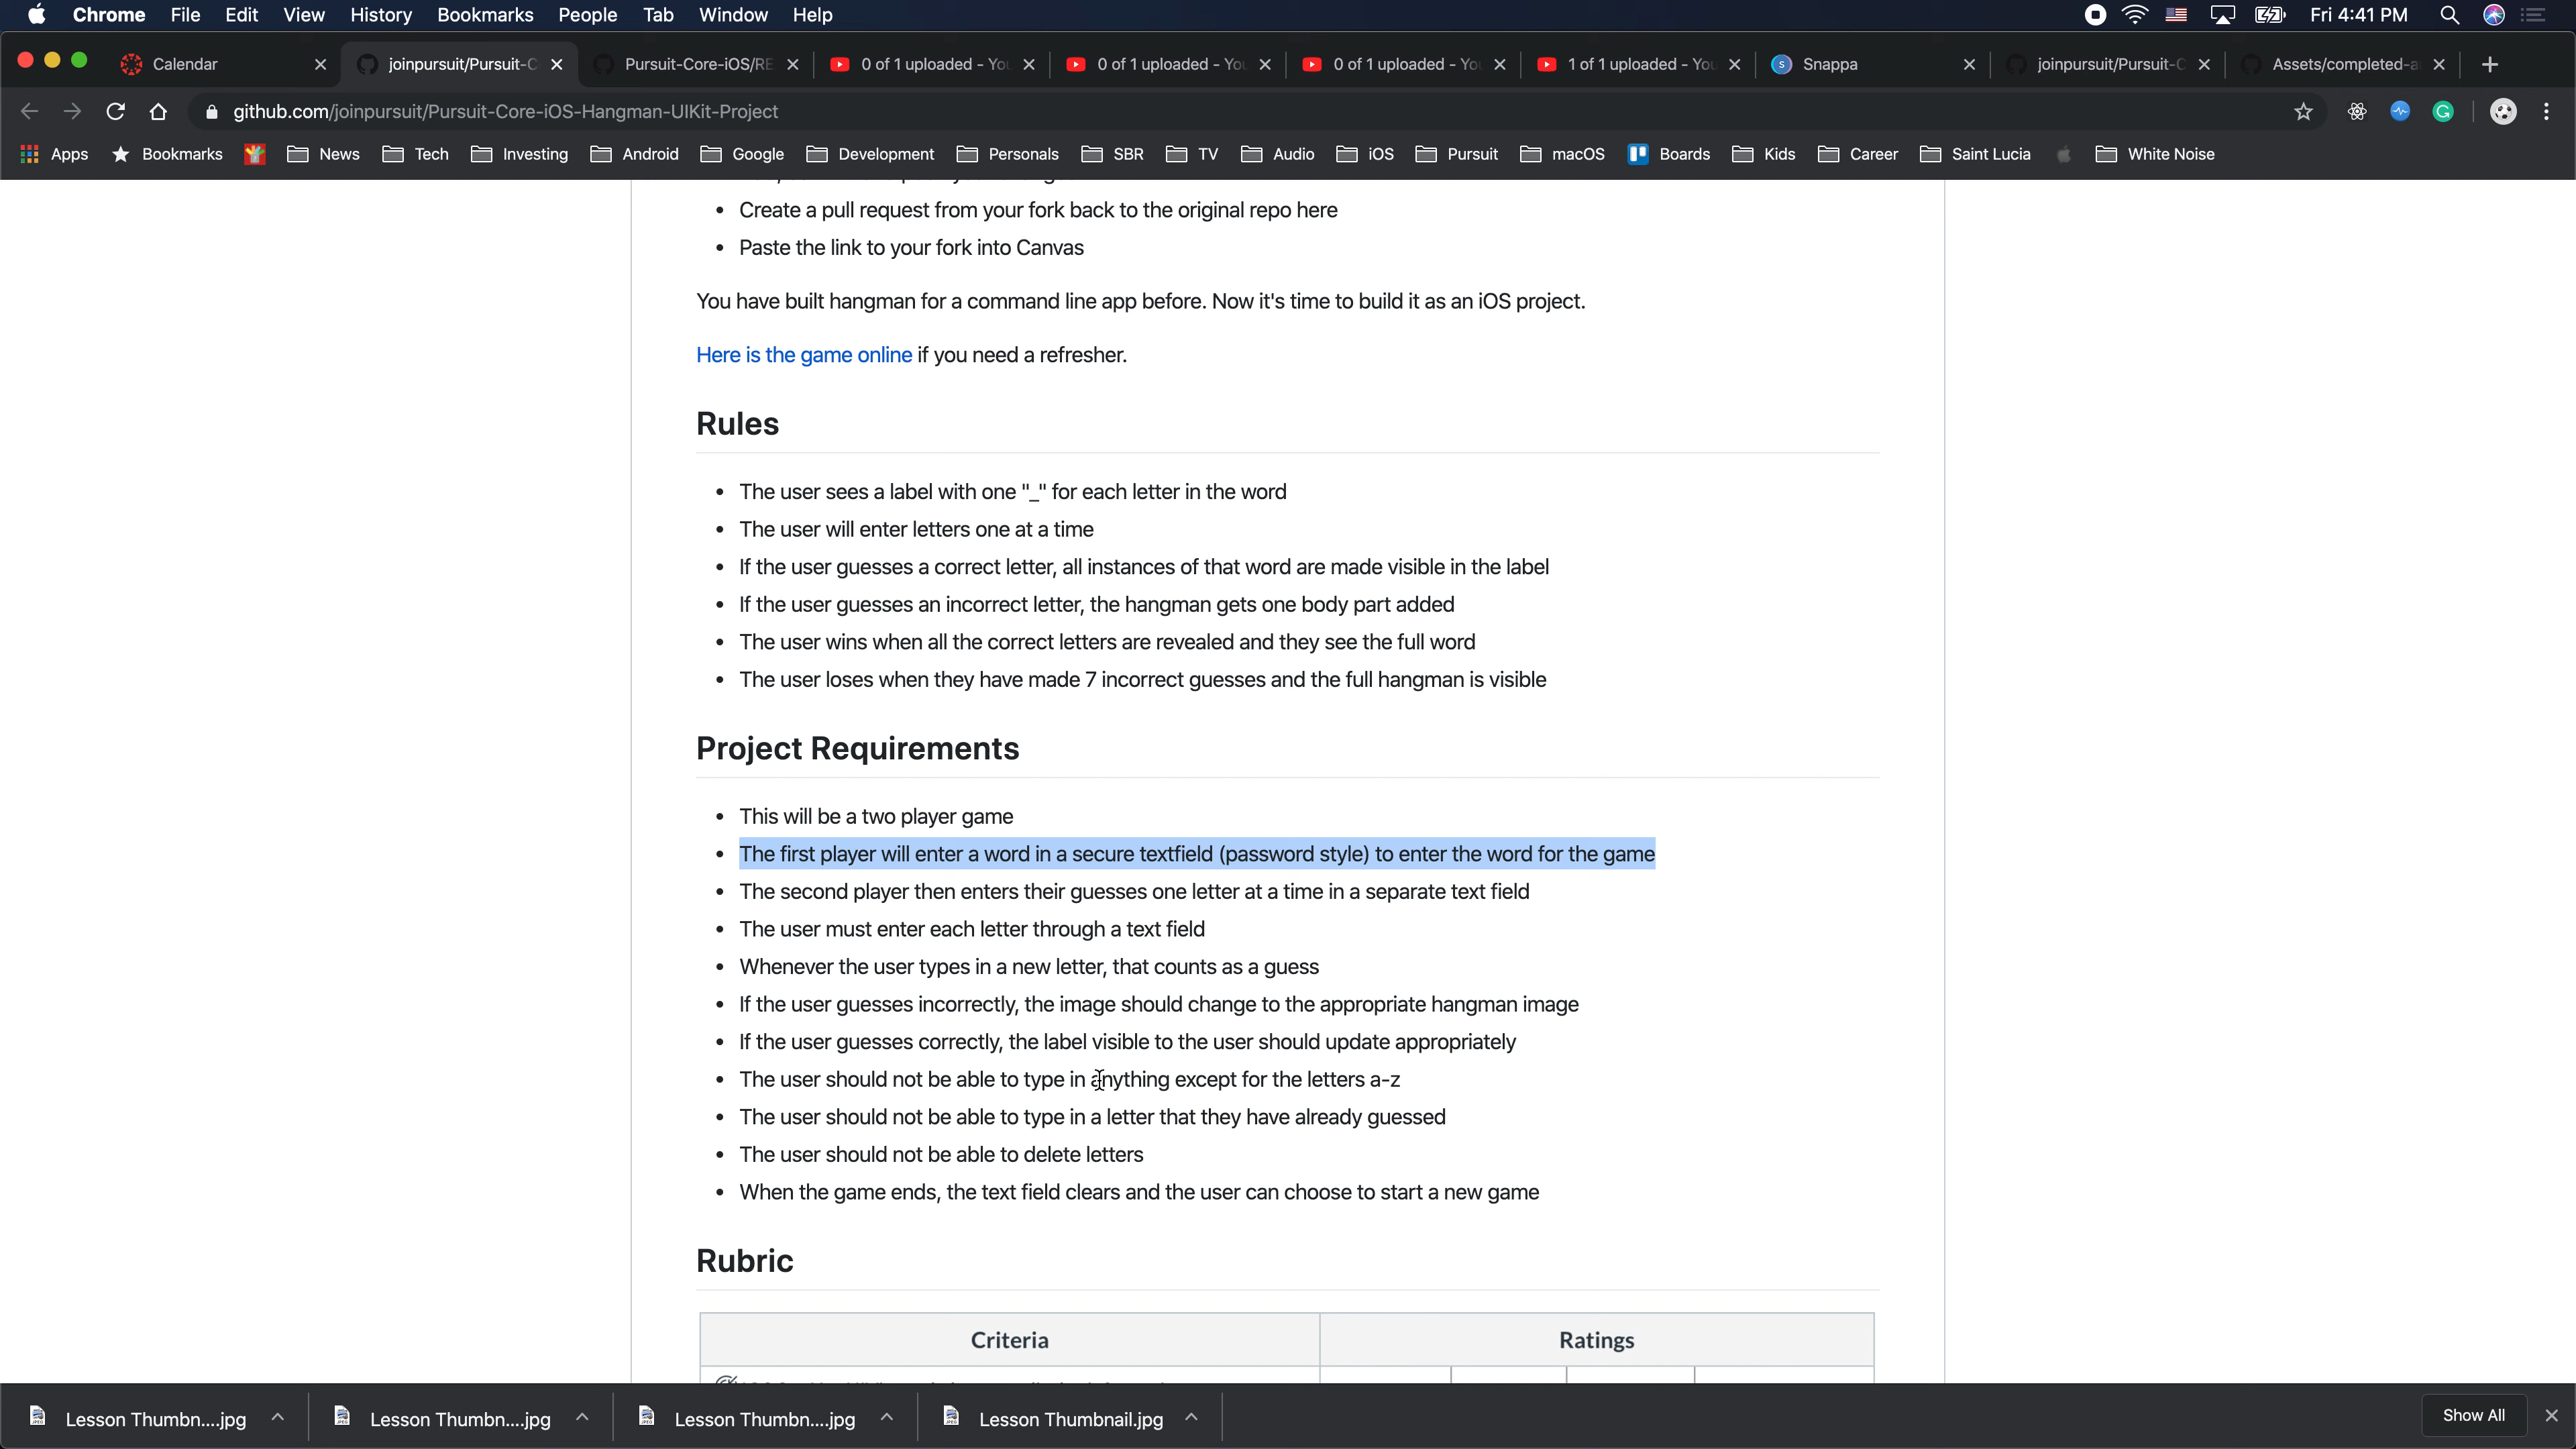 Chrome File Edit View History Bookmarks People Tab Window Help Fri 4:41 PM
Calendar joinpursuit/Pursuit-C Pursuit-Core-iOS/RE 0 of 1 uploaded - You 0 of 1 uploaded - You 0 of 1 uploaded - You 1 of 1 uploaded - You Snappa joinpursuit/Pursuit-C Assets/completed-a
github.com/joinpursuit/Pursuit-Core-iOS-Hangman-UIKit-Project
Apps Bookmarks News Tech Investing Android Google Development Personals SBR TV Audio iOS Pursuit macOS Boards Kids Career Saint Lucia White Noise
• Create a pull request from your fork back to the original repo here
• Paste the link to your fork into Canvas
You have built hangman for a command line app before. Now it's time to build it as an iOS project.
Here is the game online if you need a refresher.
Rules
• The user sees a label with one "_" for each letter in the word
• The user will enter letters one at a time
• If the user guesses a correct letter, all instances of that word are made visible in the label
• If the user guesses an incorrect letter, the hangman gets one body part added
• The user wins when all the correct letters are revealed and they see the full word
• The user loses when they have made 7 incorrect guesses and the full hangman is visible
Project Requirements
• This will be a two player game
• The first player will enter a word in a secure textfield (password style) to enter the word for the game
• The second player then enters their guesses one letter at a time in a separate text field
• The user must enter each letter through a text field
• Whenever the user types in a new letter, that counts as a guess
• If the user guesses incorrectly, the image should change to the appropriate hangman image
• If the user guesses correctly, the label visible to the user should update appropriately
• The user should not be able to type in anything except for the letters a-z
• The user should not be able to type in a letter that they have already guessed
• The user should not be able to delete letters
• When the game ends, the text field clears and the user can choose to start a new game
Rubric
Criteria Ratings
Lesson Thumbn....jpg Lesson Thumbn....jpg Lesson Thumbn....jpg Lesson Thumbnail.jpg Show All